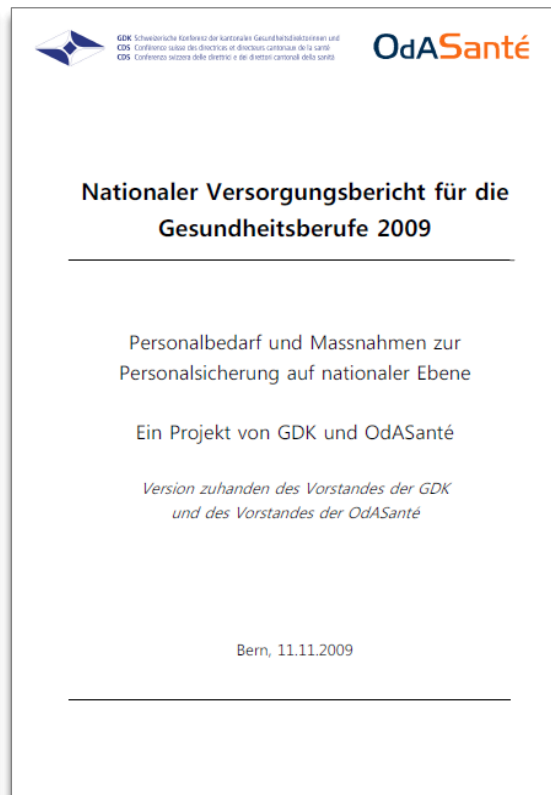 GDK Schweizerische Konferenz der kantonalen Gesundheitsdirektorinnen und
CDS Conférence suisse des directrices et directeurs cantonaux de la santé
CDS Conferenza svizzera delle direttrici e dei direttori cantonali della sanità
OdASanté
Nationaler Versorgungsbericht für die
Gesundheitsberufe 2009
Personalbedarf und Massnahmen zur
Personalsicherung auf nationaler Ebene
Ein Projekt von GDK und OdASanté
Version zuhanden des Vorstandes der GDK
und des Vorstandes der OdASanté
Bern, 11.11.2009